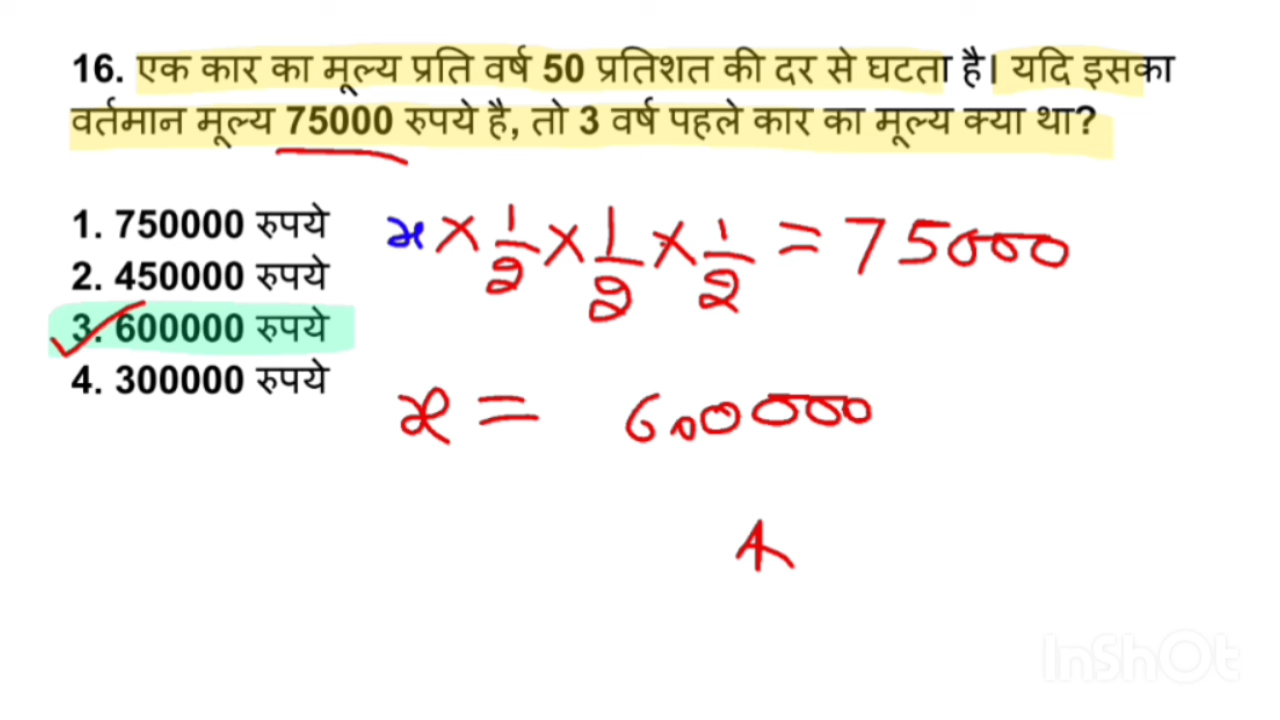 16. एक कार का मूल्य प्रति वर्ष 50 प्रतिशत की दर से घटता है। यदि इसका
वर्तमान मूल्य 75000 रुपये है, तो 3 वर्ष पहले कार का मूल्य क्या था?
1. 750000 रुपये
2. 450000 रुपये
3. 600000 रुपये
4. 300000 रुपये
x × 1/2 × 1/2 × 1/2 = 75000
x = 600000
InShOt